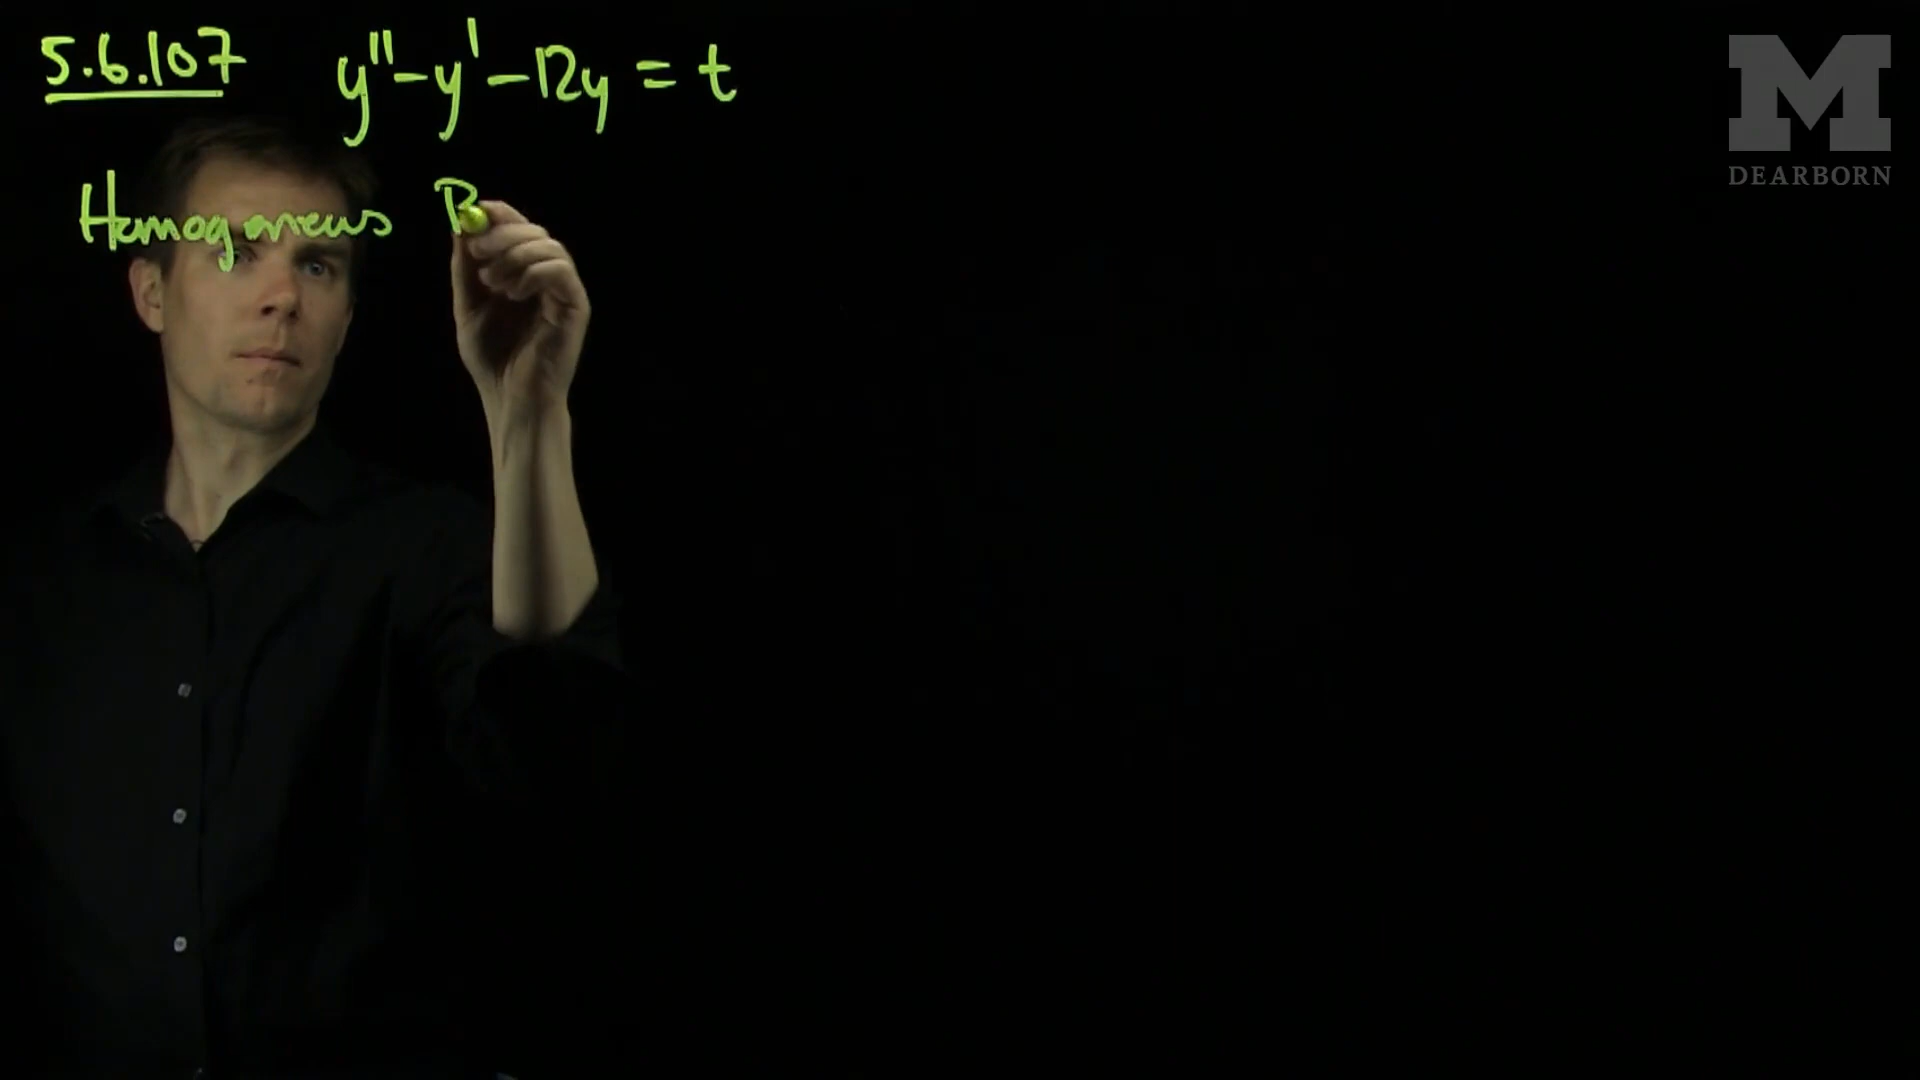 5.6.107 y'' - y' - 12y = t
Homogeneous P
M
DEARBORN